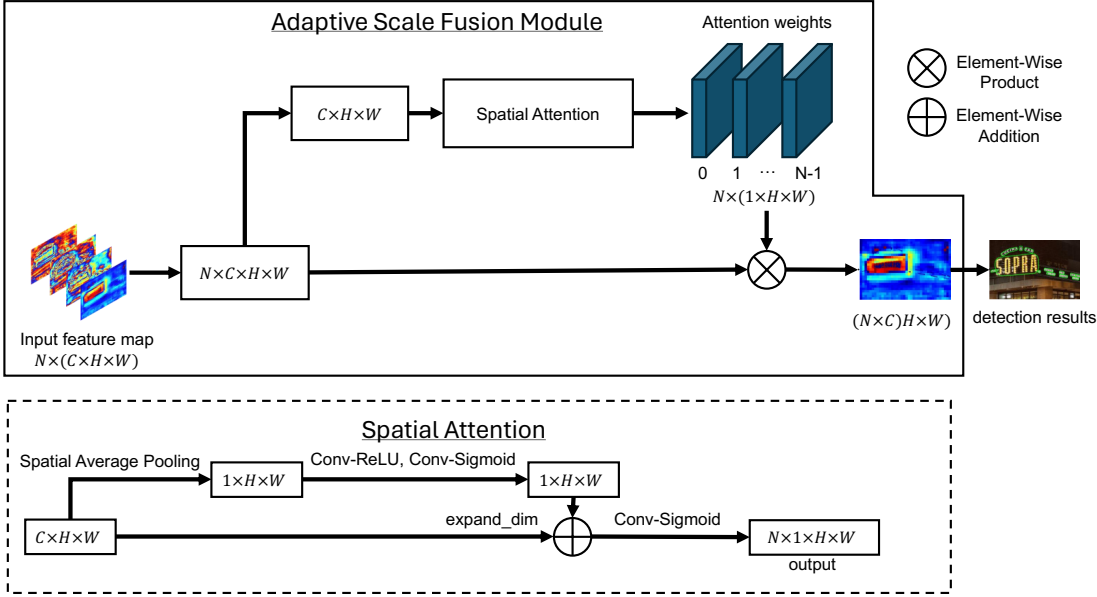 Adaptive Scale Fusion Module
Attention weights
Element-Wise
Product
Element-Wise
Addition
C×H×W
Spatial Attention
0 1 ⋯ N-1
N×(1×H×W)
N×C×H×W
Input feature map
N×(C×H×W)
(N×C)H×W)
SOPRA
detection results
Spatial Attention
Spatial Average Pooling
1×H×W
Conv-ReLU, Conv-Sigmoid
1×H×W
C×H×W
expand_dim
Conv-Sigmoid
N×1×H×W
output